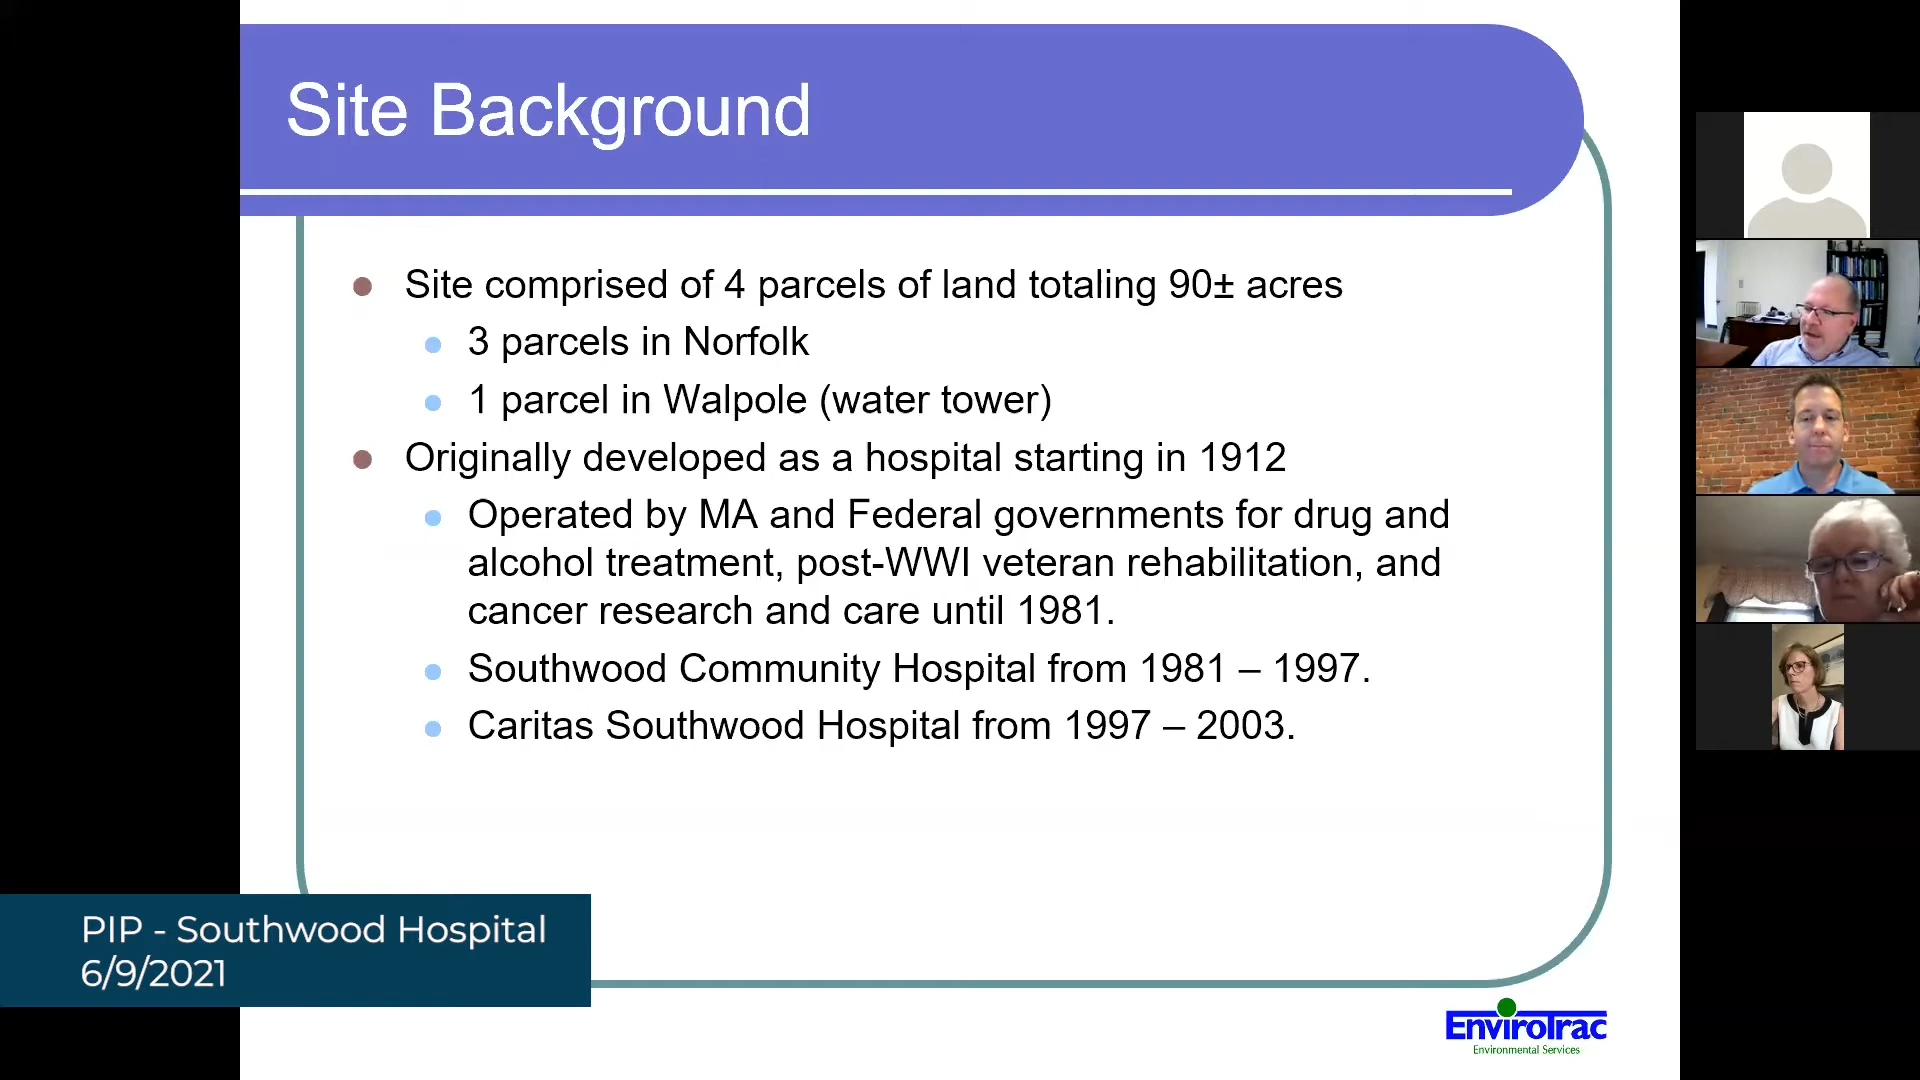 Site Background
Site comprised of 4 parcels of land totaling 90± acres
3 parcels in Norfolk
1 parcel in Walpole (water tower)
Originally developed as a hospital starting in 1912
Operated by MA and Federal governments for drug and
alcohol treatment, post-WWI veteran rehabilitation, and
cancer research and care until 1981.
Southwood Community Hospital from 1981 – 1997.
Caritas Southwood Hospital from 1997 – 2003.
PIP - Southwood Hospital
6/9/2021
EnviroTrac
Environmental Services